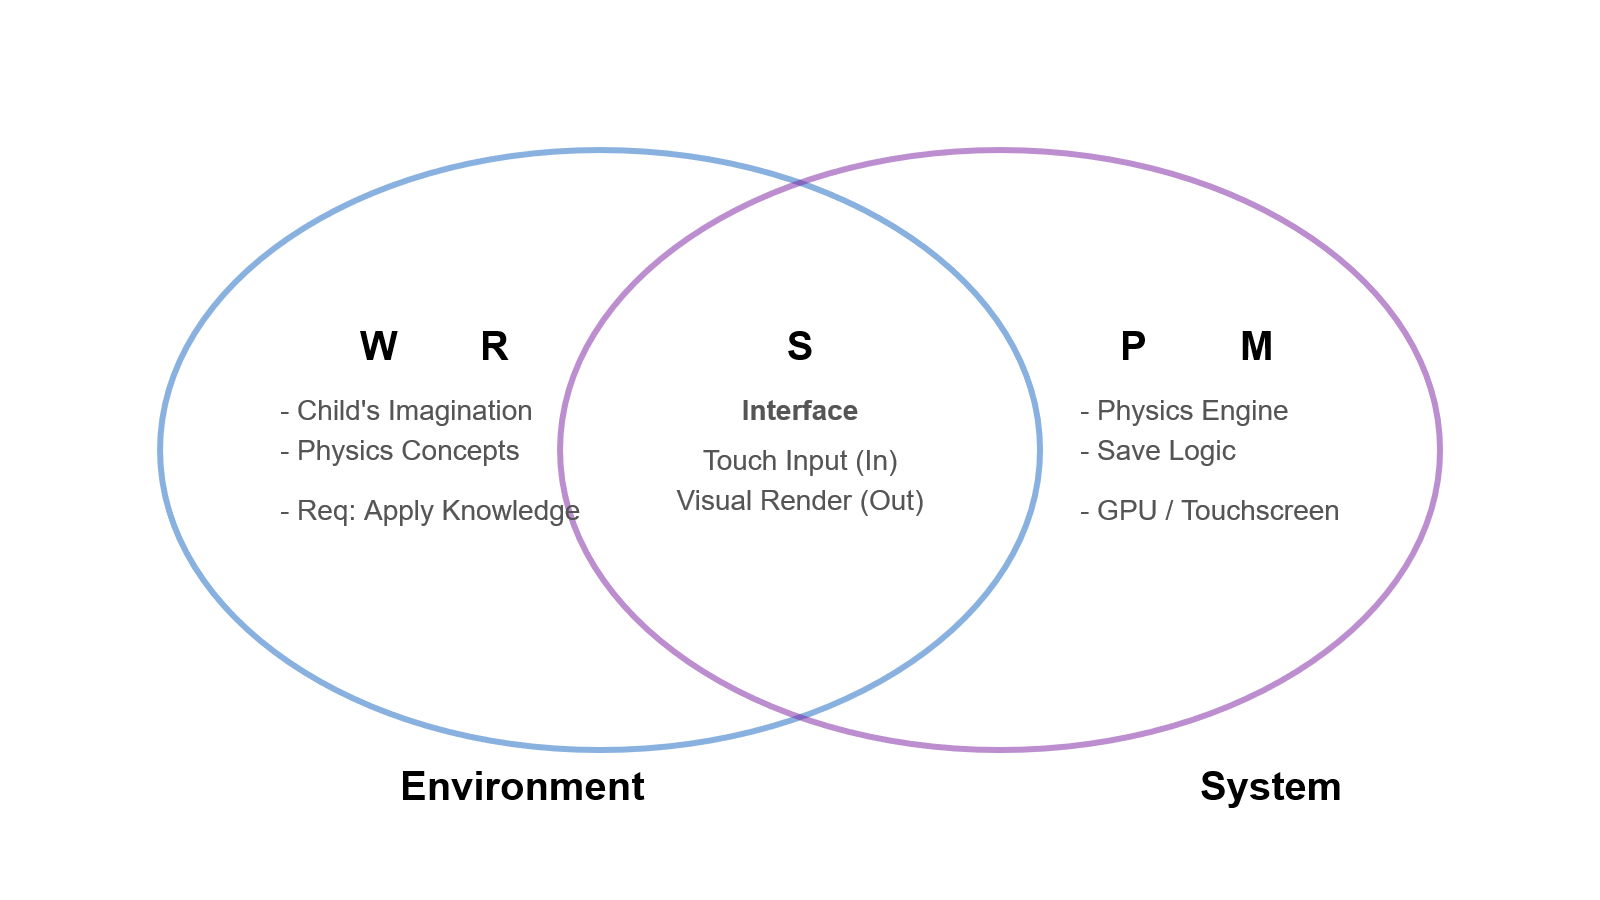 W R
- Child's Imagination
- Physics Concepts
- Req: Apply Knowledge
S
Interface
Touch Input (In)
Visual Render (Out)
P M
- Physics Engine
- Save Logic
- GPU / Touchscreen
Environment
System